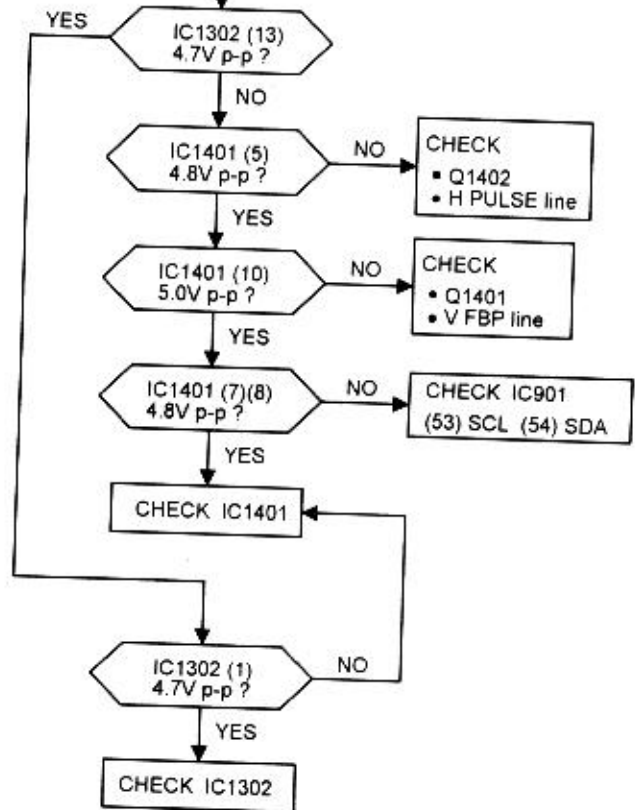 YES
IC1302 (13)
4.7V p-p ?
NO
IC1401 (5)
4.8V p-p ?
NO
CHECK
▪ Q1402
• H PULSE line
YES
IC1401 (10)
5.0V p-p ?
NO
CHECK
• Q1401
• V FBP line
YES
IC1401 (7)(8)
4.8V p-p ?
NO
CHECK IC901
(53) SCL (54) SDA
YES
CHECK IC1401
IC1302 (1)
4.7V p-p ?
NO
YES
CHECK IC1302